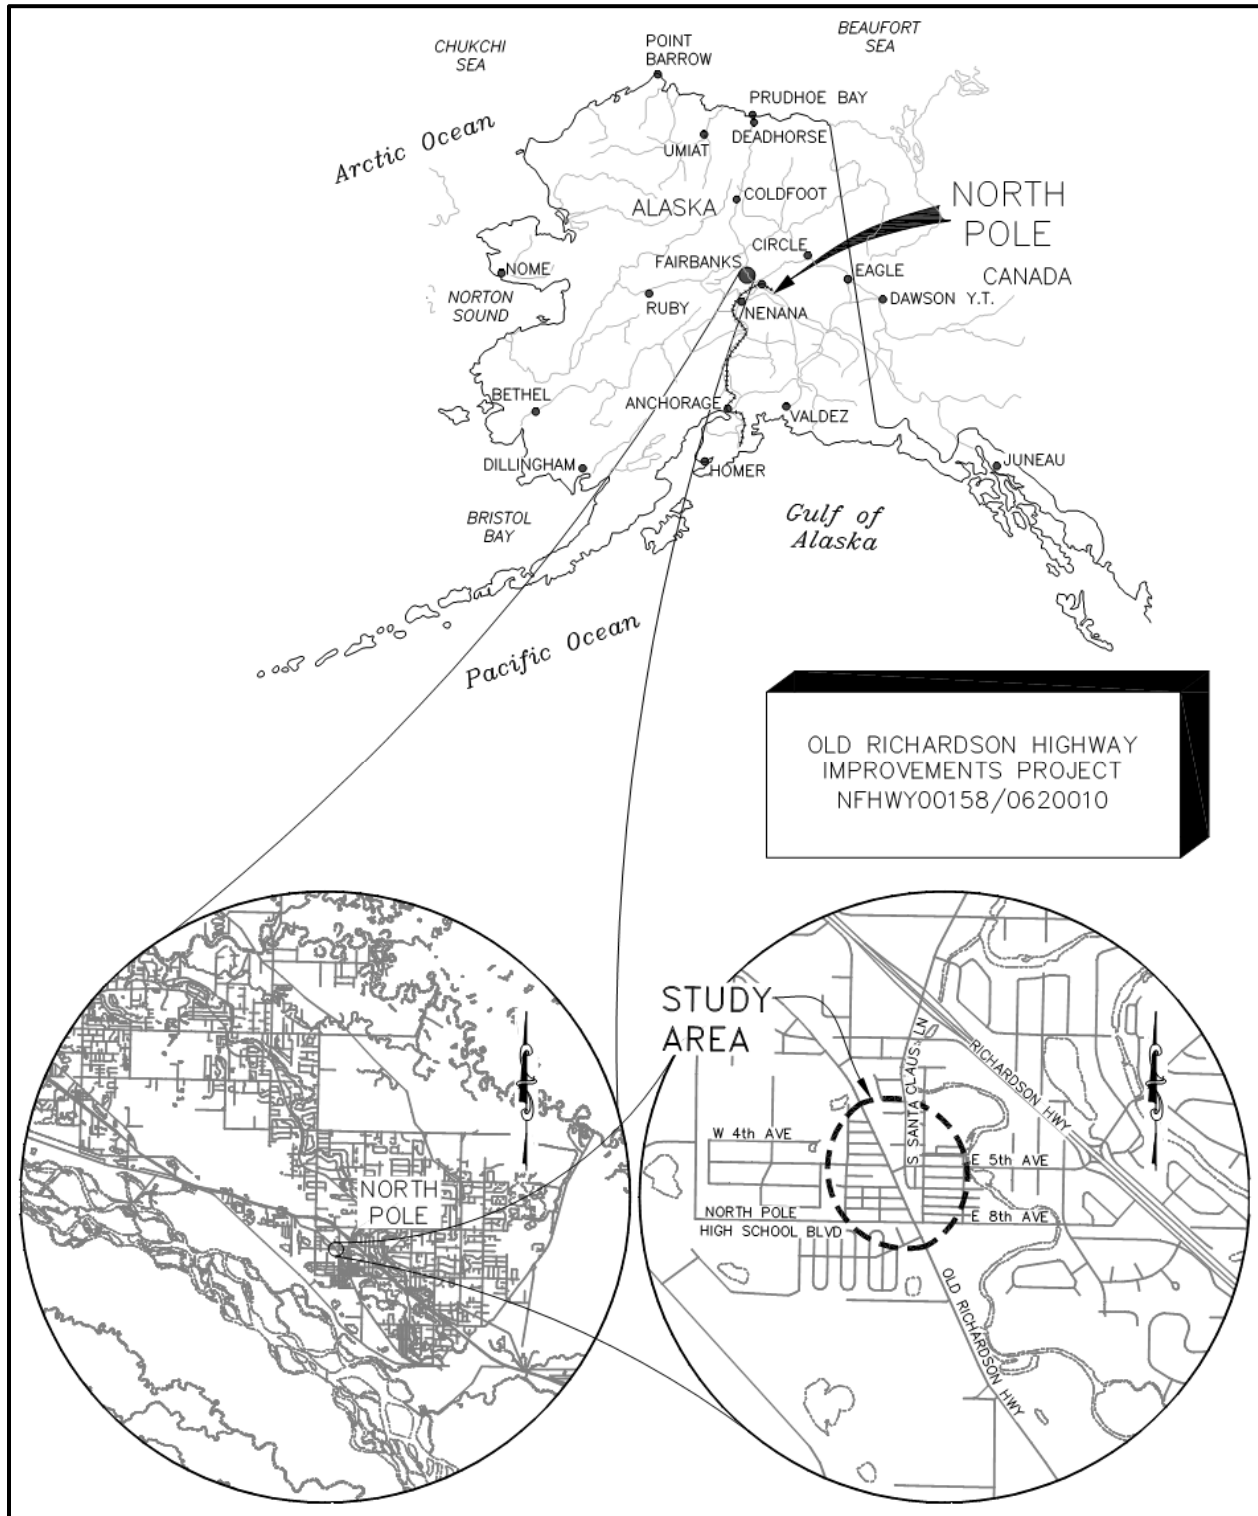 CHUKCHI
SEA
POINT
BARROW
BEAUFORT
SEA
PRUDHOE BAY
DEADHORSE
Arctic Ocean
UMIAT
COLDFOOT
ALASKA
NORTH
POLE
CIRCLE
FAIRBANKS
EAGLE
CANADA
NOME
DAWSON Y.T.
NORTON
SOUND
RUBY
NENANA
BETHEL
ANCHORAGE
VALDEZ
DILLINGHAM
HOMER
JUNEAU
BRISTOL
BAY
Gulf of
Alaska
Pacific Ocean
OLD RICHARDSON HIGHWAY
IMPROVEMENTS PROJECT
NFHWY00158/0620010
NORTH
POLE
STUDY
AREA
S SANTA CLAUS LN
RICHARDSON HWY
W 4th AVE
E 5th AVE
NORTH POLE
HIGH SCHOOL BLVD
E 8th AVE
OLD RICHARDSON HWY